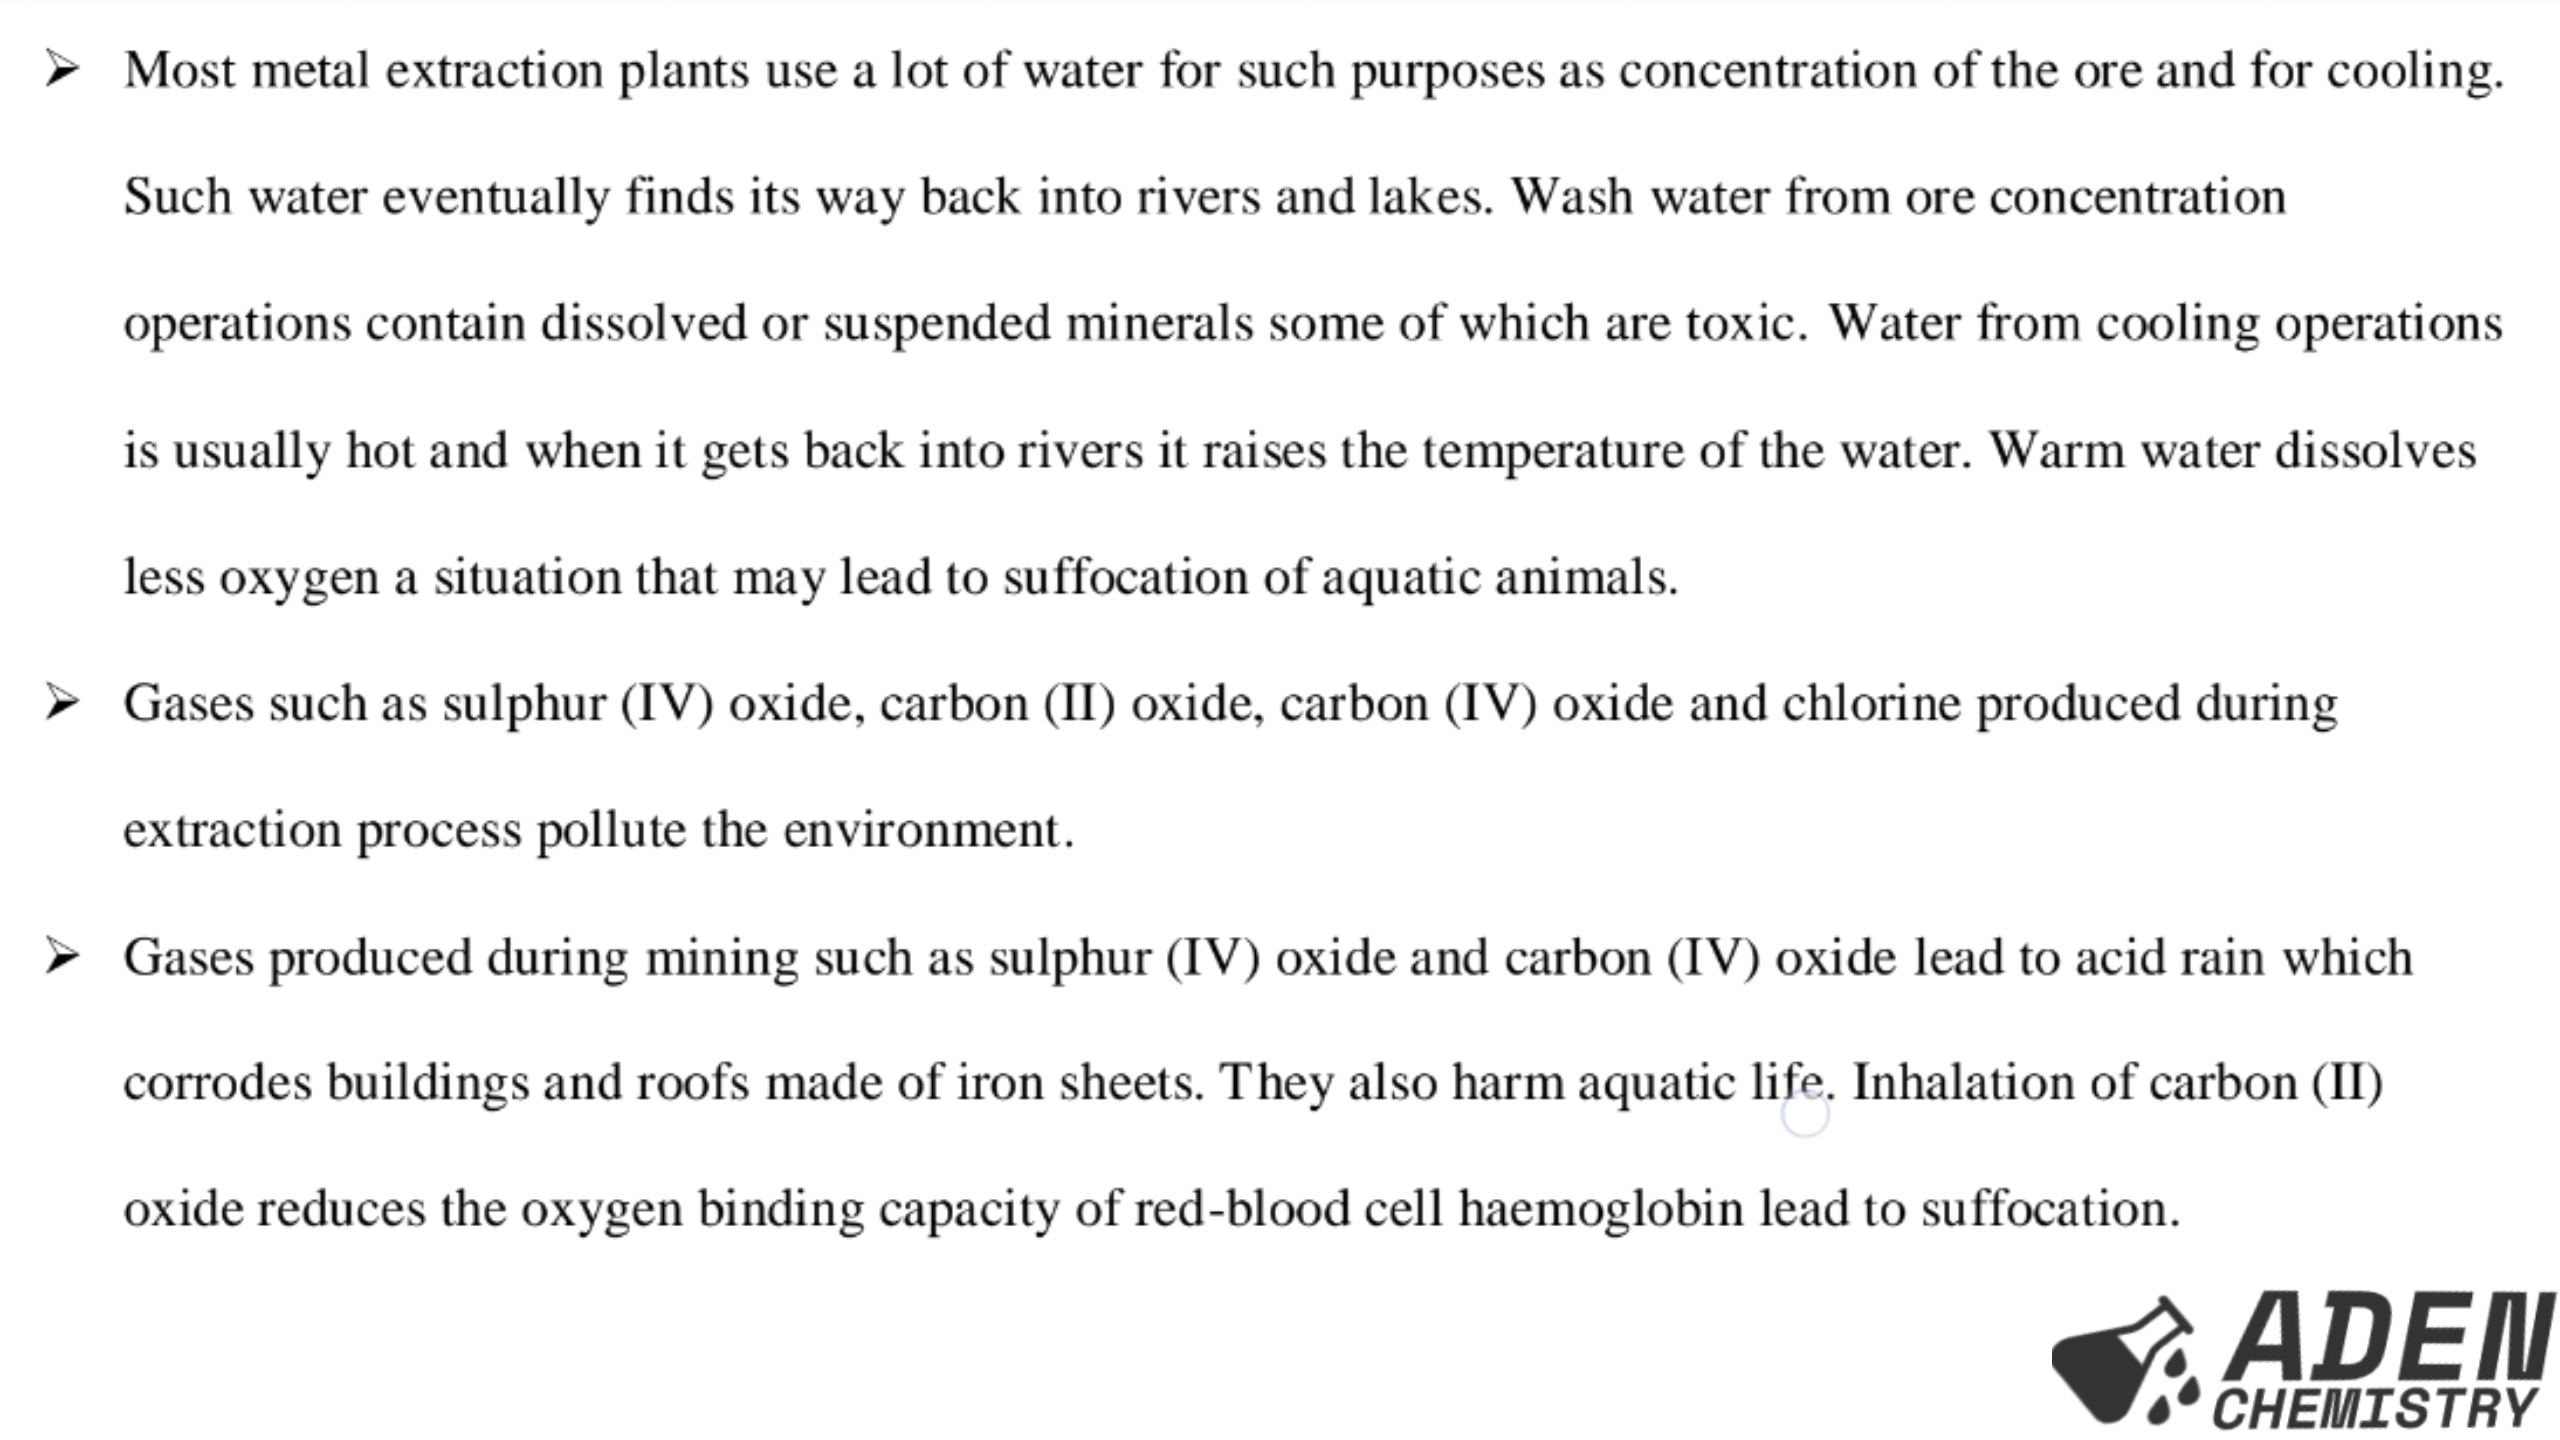 ➢ Most metal extraction plants use a lot of water for such purposes as concentration of the ore and for cooling.
Such water eventually finds its way back into rivers and lakes. Wash water from ore concentration
operations contain dissolved or suspended minerals some of which are toxic. Water from cooling operations
is usually hot and when it gets back into rivers it raises the temperature of the water. Warm water dissolves
less oxygen a situation that may lead to suffocation of aquatic animals.
➢ Gases such as sulphur (IV) oxide, carbon (II) oxide, carbon (IV) oxide and chlorine produced during
extraction process pollute the environment.
➢ Gases produced during mining such as sulphur (IV) oxide and carbon (IV) oxide lead to acid rain which
corrodes buildings and roofs made of iron sheets. They also harm aquatic life. Inhalation of carbon (II)
oxide reduces the oxygen binding capacity of red-blood cell haemoglobin lead to suffocation.
ADEN
CHEMISTRY